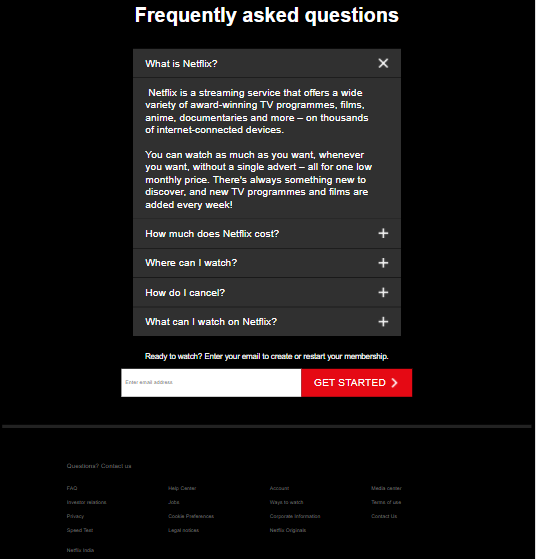 Frequently asked questions
What is Netflix?
Netflix is a streaming service that offers a wide
variety of award-winning TV programmes, films,
anime, documentaries and more – on thousands
of internet-connected devices.
You can watch as much as you want, whenever
you want, without a single advert – all for one low
monthly price. There's always something new to
discover, and new TV programmes and films are
added every week!
How much does Netflix cost?
Where can I watch?
How do I cancel?
What can I watch on Netflix?
Ready to watch? Enter your email to create or restart your membership.
Enter email address
GET STARTED
Questions? Contact us
FAQ Help Center Account Media center
Investor relations Jobs Ways to watch Terms of use
Privacy Cookie Preferences Corporate Information Contact Us
Speed Test Legal notices Netflix Originals
Netflix India